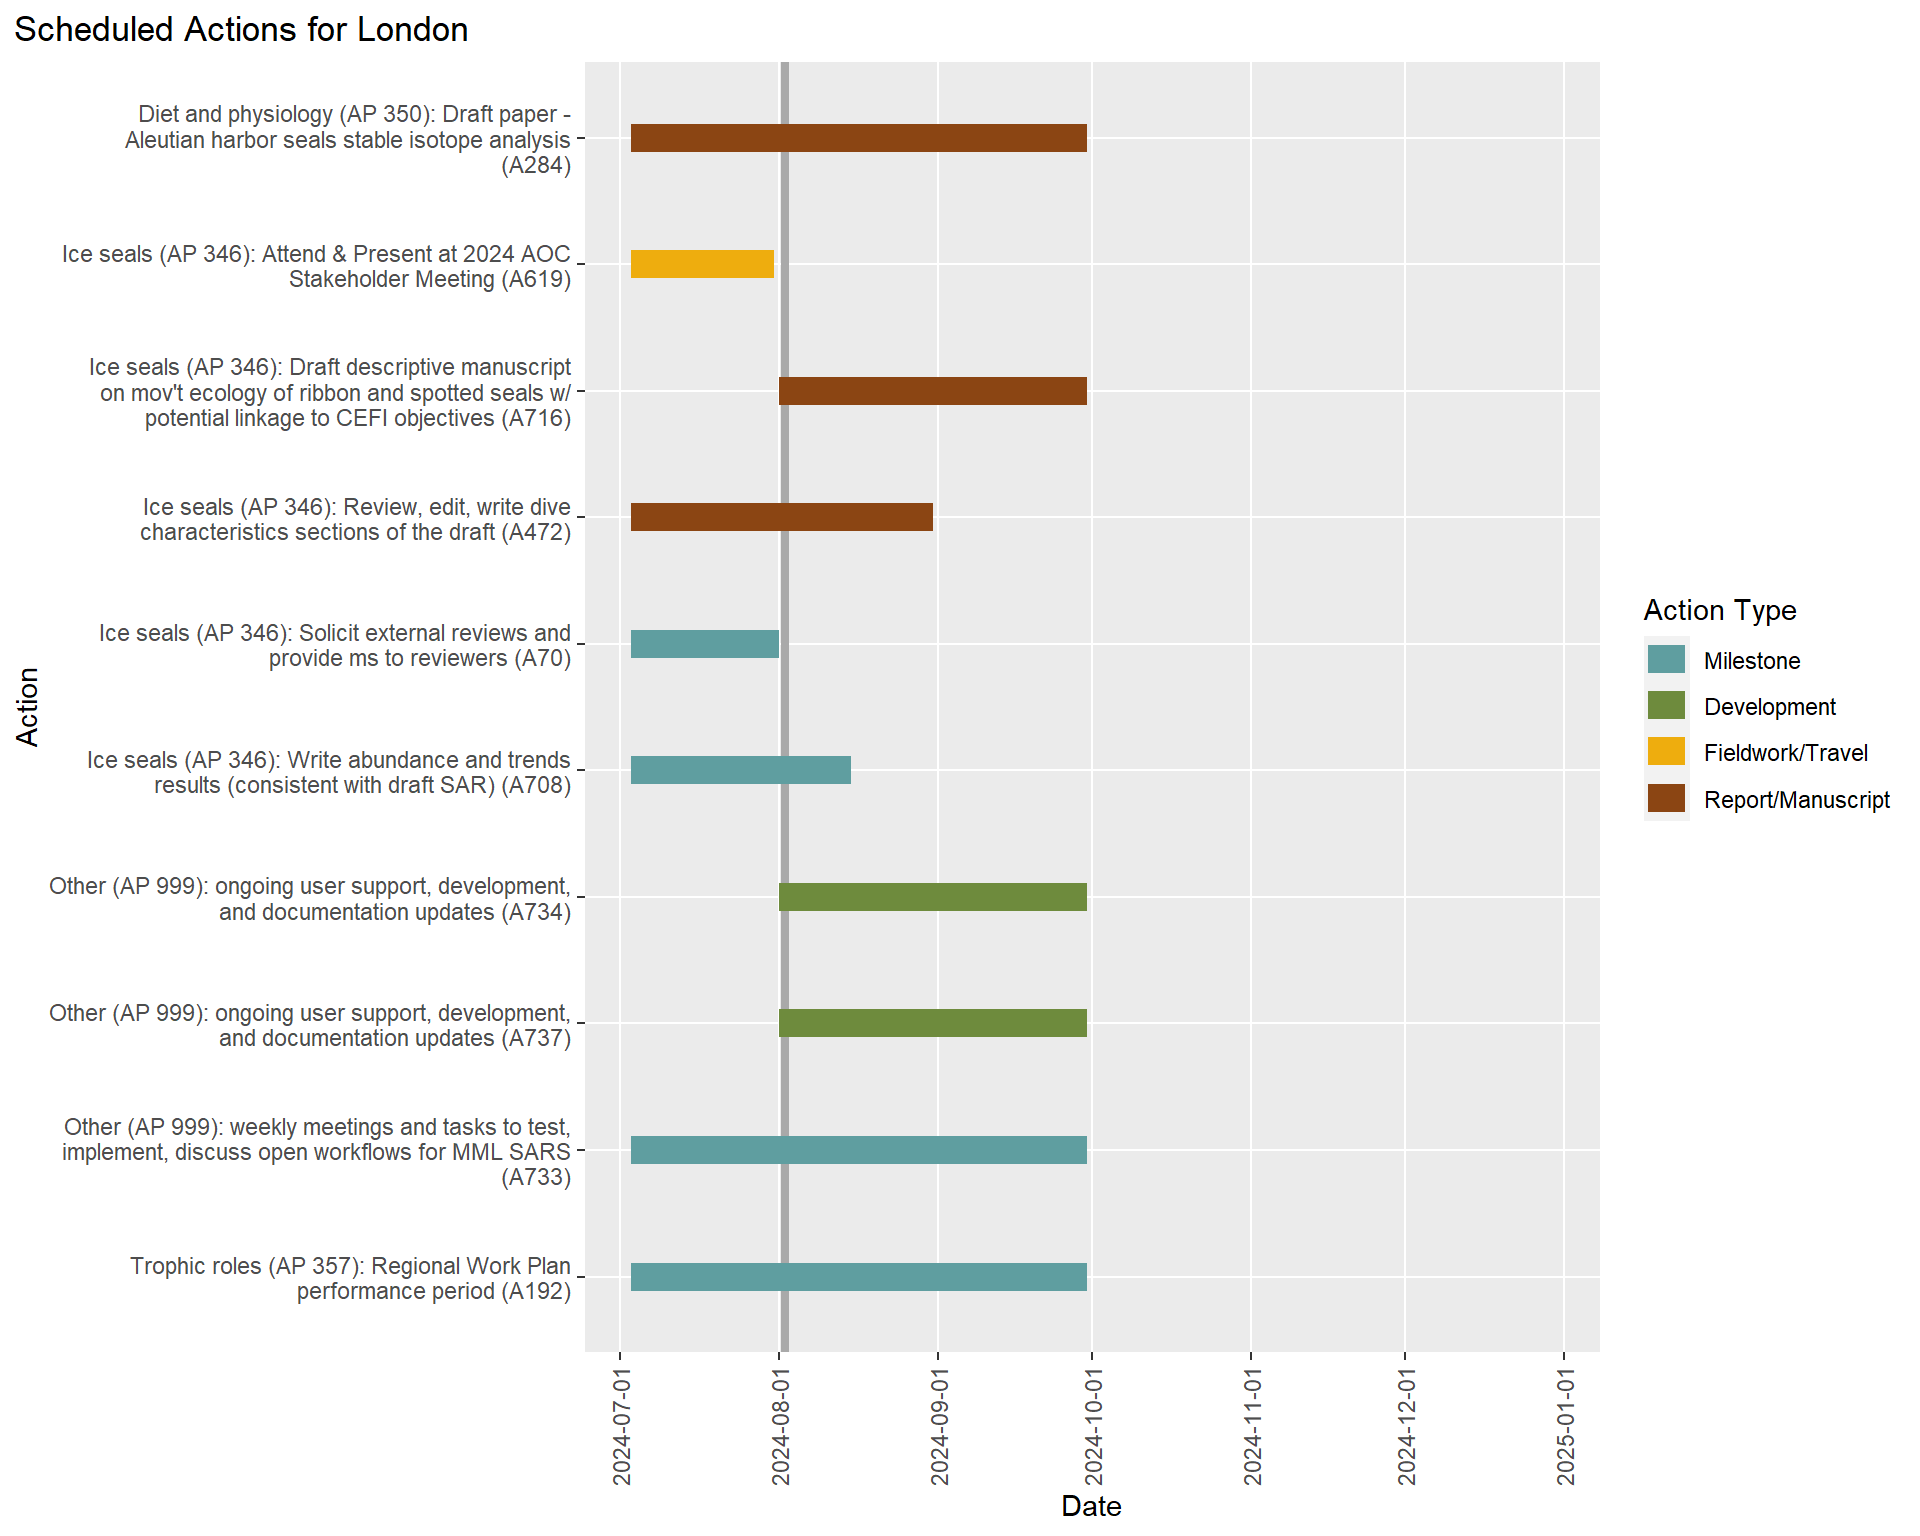 Scheduled Actions for London
Diet and physiology (AP 350): Draft paper -
Aleutian harbor seals stable isotope analysis
(A284)
Ice seals (AP 346): Attend & Present at 2024 AOC
Stakeholder Meeting (A619)
Ice seals (AP 346): Draft descriptive manuscript
on mov't ecology of ribbon and spotted seals w/
potential linkage to CEFI objectives (A716)
Ice seals (AP 346): Review, edit, write dive
characteristics sections of the draft (A472)
Ice seals (AP 346): Solicit external reviews and
provide ms to reviewers (A70)
Ice seals (AP 346): Write abundance and trends
results (consistent with draft SAR) (A708)
Other (AP 999): ongoing user support, development,
and documentation updates (A734)
Other (AP 999): ongoing user support, development,
and documentation updates (A737)
Other (AP 999): weekly meetings and tasks to test,
implement, discuss open workflows for MML SARS
(A733)
Trophic roles (AP 357): Regional Work Plan
performance period (A192)
Action
2024-07-01
2024-08-01
2024-09-01
2024-10-01
2024-11-01
2024-12-01
2025-01-01
Date
Action Type
Milestone
Development
Fieldwork/Travel
Report/Manuscript